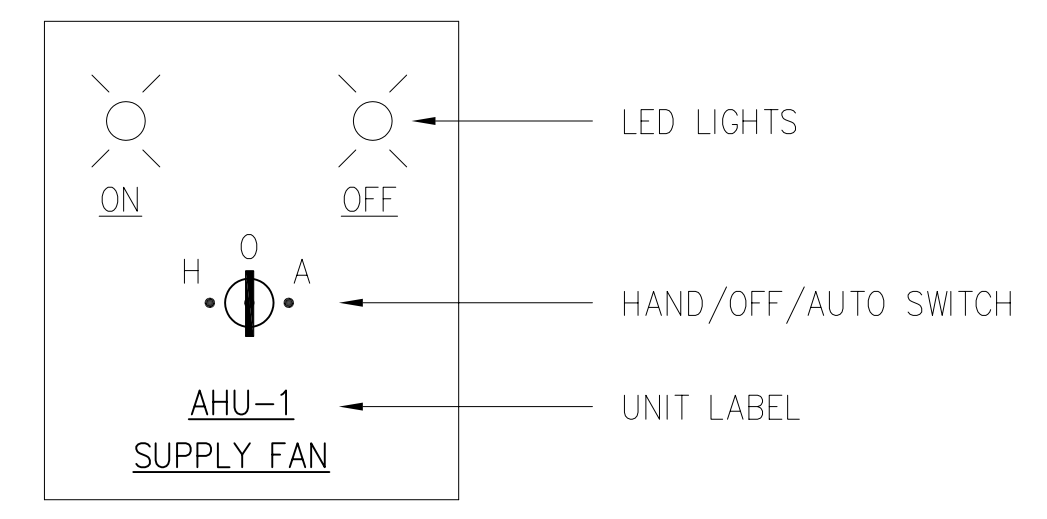 LED LIGHTS
ON OFF
O
H A
HAND/OFF/AUTO SWITCH
AHU-1
UNIT LABEL
SUPPLY FAN